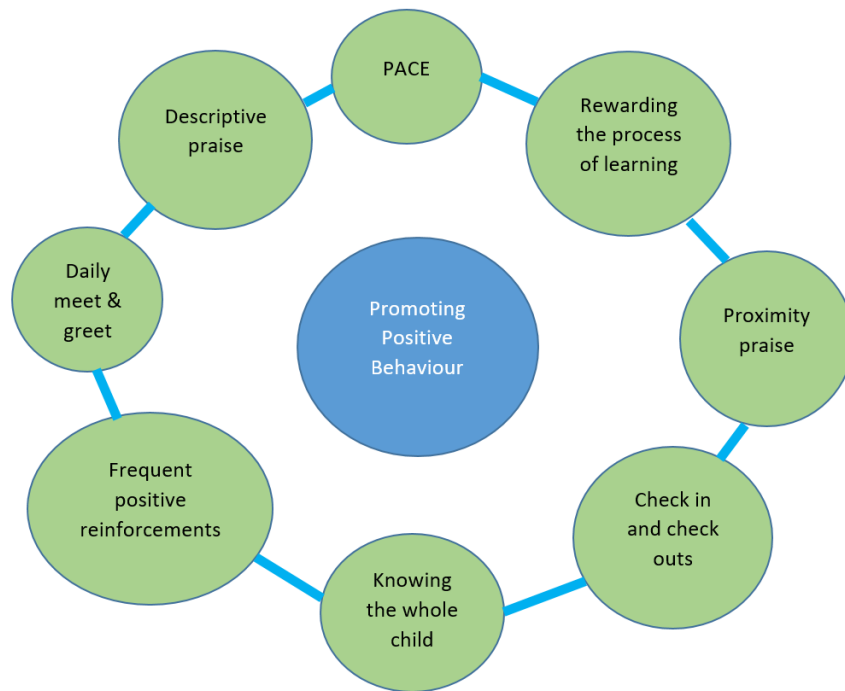 PACE
Descriptive
praise
Rewarding
the process
of learning
Daily
meet &
greet
Promoting
Positive
Behaviour
Proximity
praise
Frequent
positive
reinforcements
Check in
and check
outs
Knowing
the whole
child